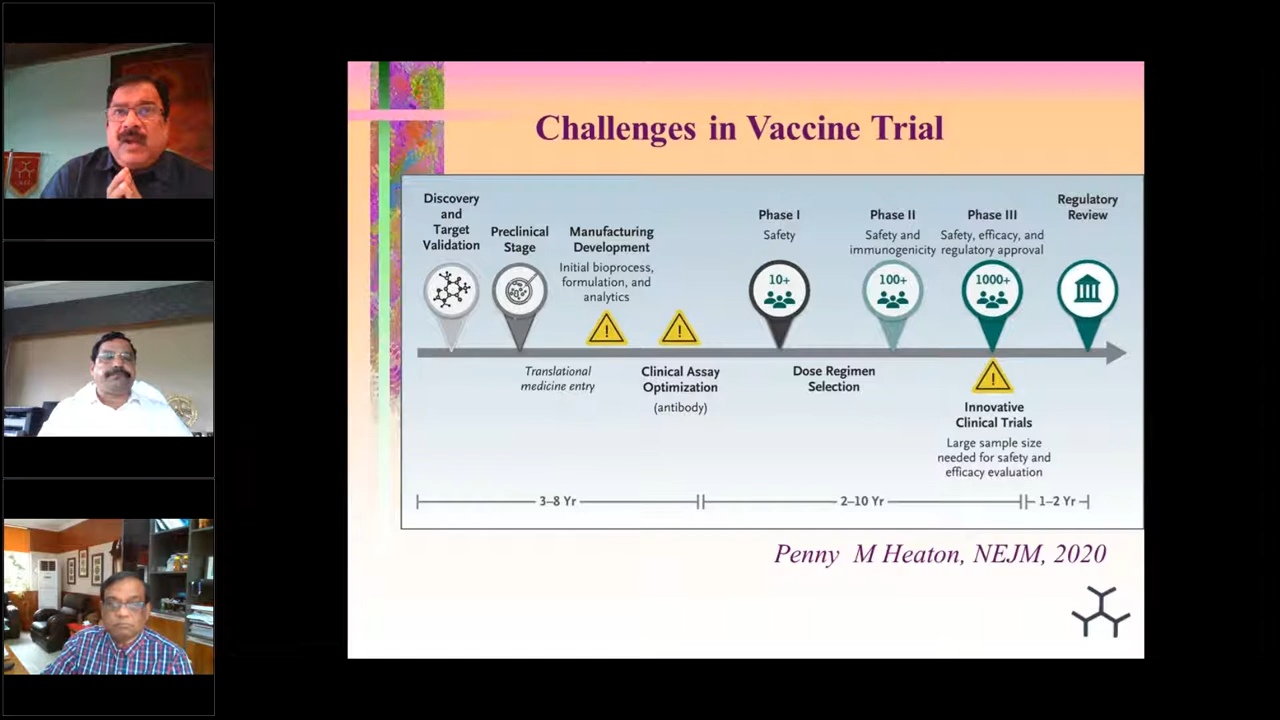 Challenges in Vaccine Trial
Discovery
and
Target
Validation
Preclinical
Stage
Manufacturing
Development
Initial bioprocess,
formulation, and
analytics
Phase I
Safety
Phase II
Safety and
immunogenicity
Phase III
Safety, efficacy, and
regulatory approval
Regulatory
Review
10+
100+
1000+
!
!
Translational
medicine entry
Clinical Assay
Optimization
(antibody)
Dose Regimen
Selection
!
Innovative
Clinical Trials
Large sample size
needed for safety and
efficacy evaluation
3–8 Yr
2–10 Yr
1–2 Yr
Penny M Heaton, NEJM, 2020